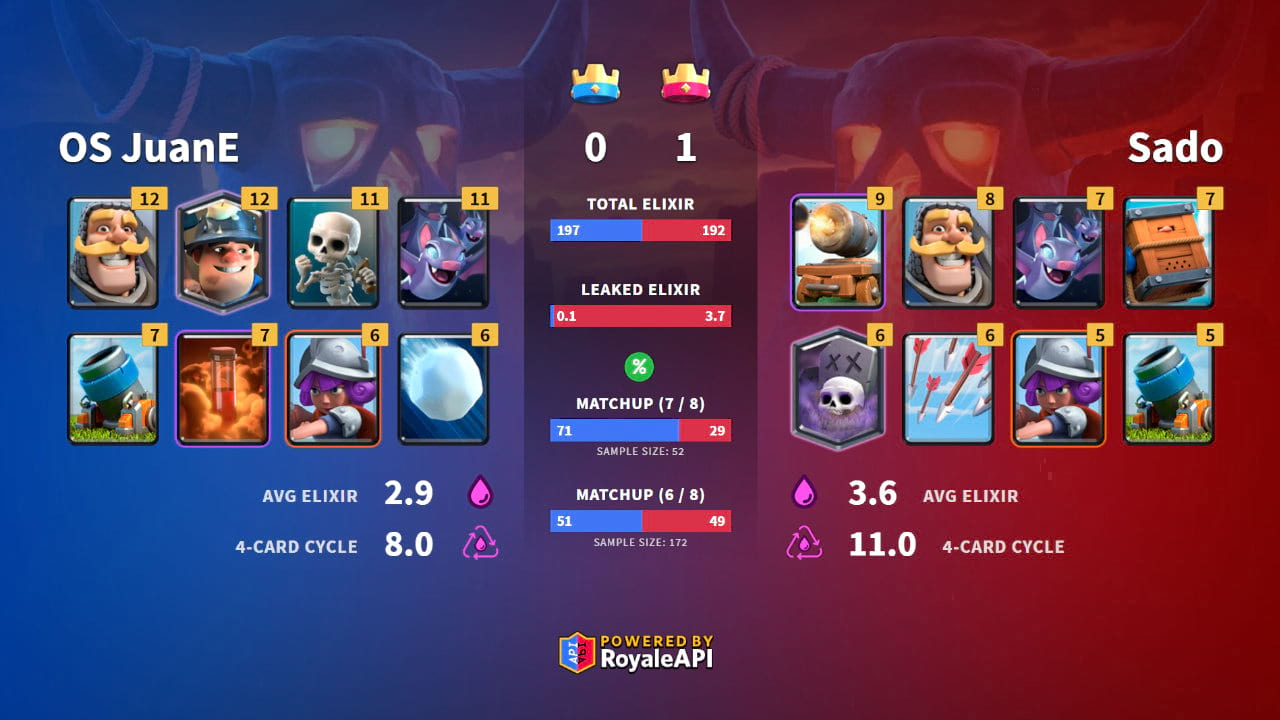 OS JuanE
12 12 11 11
7 7 6 6
AVG ELIXIR 2.9
4-CARD CYCLE 8.0
0 1
TOTAL ELIXIR
197 192
LEAKED ELIXIR
0.1 3.7
%
MATCHUP (7 / 8)
71 29
SAMPLE SIZE: 52
MATCHUP (6 / 8)
51 49
SAMPLE SIZE: 172
Sado
9 8 7 7
6 6 5 5
3.6 AVG ELIXIR
11.0 4-CARD CYCLE
API API
POWERED BY
RoyaleAPI